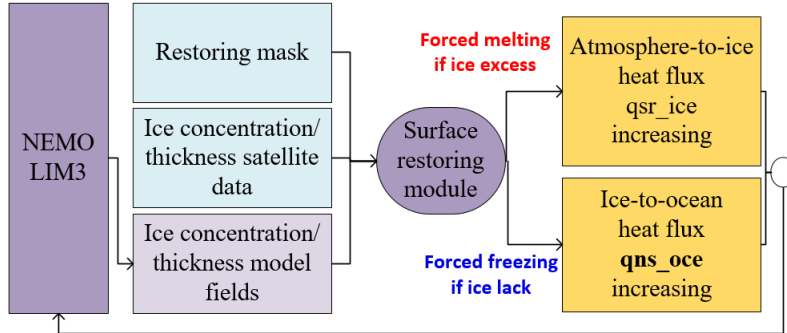 NEMO
LIM3
Restoring mask
Ice concentration/
thickness satellite
data
Ice concentration/
thickness model
fields
Surface
restoring
module
Forced melting
if ice excess
Forced freezing
if ice lack
Atmosphere-to-ice
heat flux
qsr_ice
increasing
Ice-to-ocean
heat flux
qns_oce
increasing